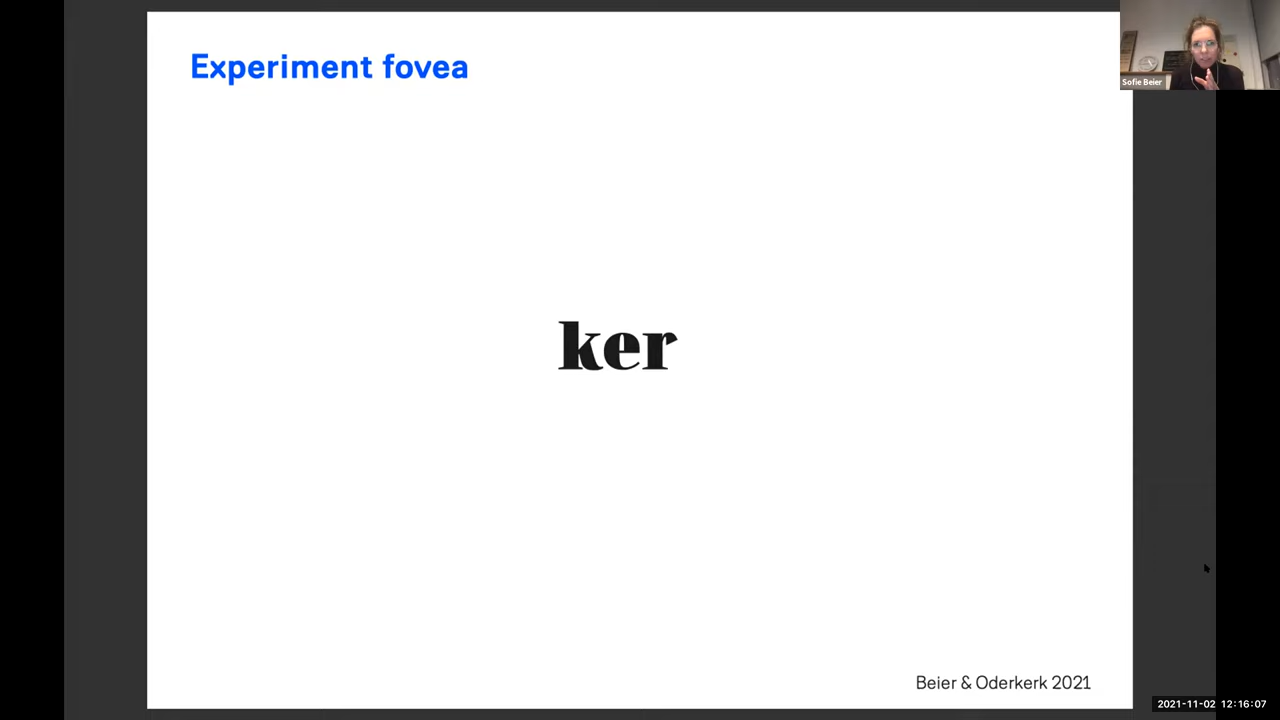 Experiment fovea
Sofie Beier
ker
Beier & Oderkerk 2021
2021-11-02 12:16:07